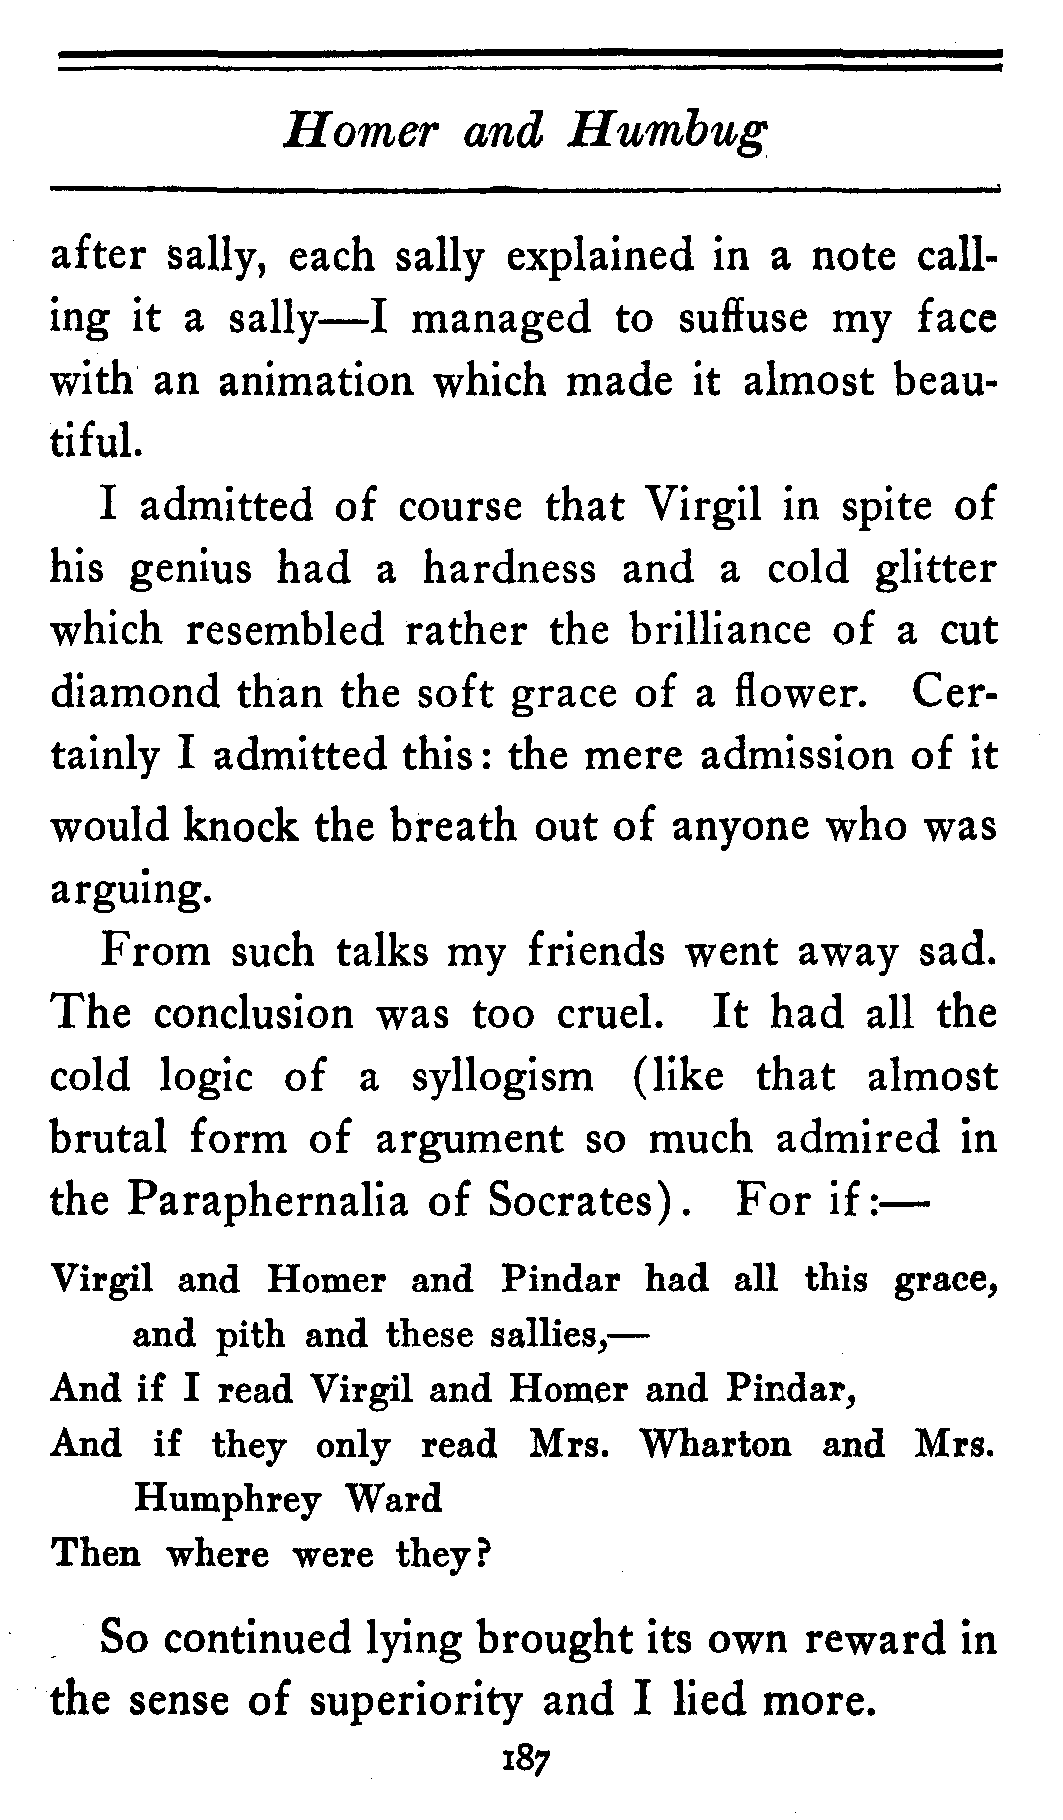 Homer and Humbug
after sally, each sally explained in a note call-
ing it a sally—I managed to suffuse my face
with an animation which made it almost beau-
tiful.
I admitted of course that Virgil in spite of
his genius had a hardness and a cold glitter
which resembled rather the brilliance of a cut
diamond than the soft grace of a flower. Cer-
tainly I admitted this: the mere admission of it
would knock the breath out of anyone who was
arguing.
From such talks my friends went away sad.
The conclusion was too cruel. It had all the
cold logic of a syllogism (like that almost
brutal form of argument so much admired in
the Paraphernalia of Socrates). For if:—
Virgil and Homer and Pindar had all this grace,
and pith and these sallies,—
And if I read Virgil and Homer and Pindar,
And if they only read Mrs. Wharton and Mrs.
Humphrey Ward
Then where were they?
So continued lying brought its own reward in
the sense of superiority and I lied more.
187